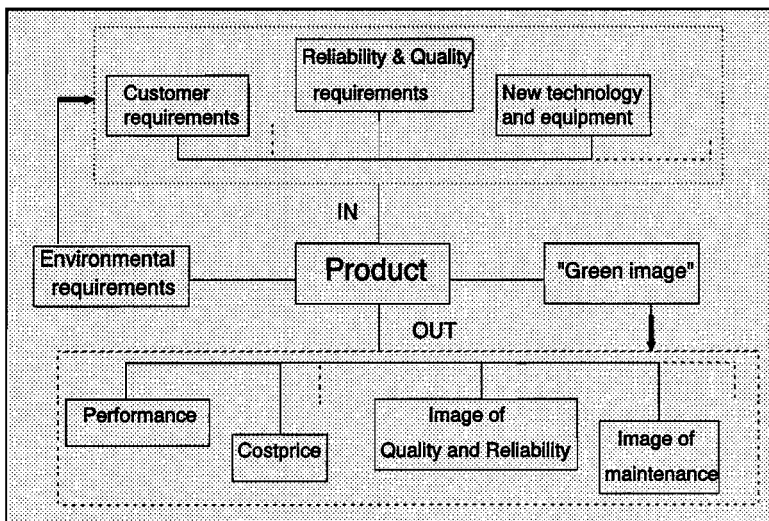 Reliability & Quality
requirements
Customer
requirements
New technology
and equipment
IN
Environmental
requirements
Product
"Green image"
OUT
Performance
Costprice
Image of
Quality and Reliability
Image of
maintenance